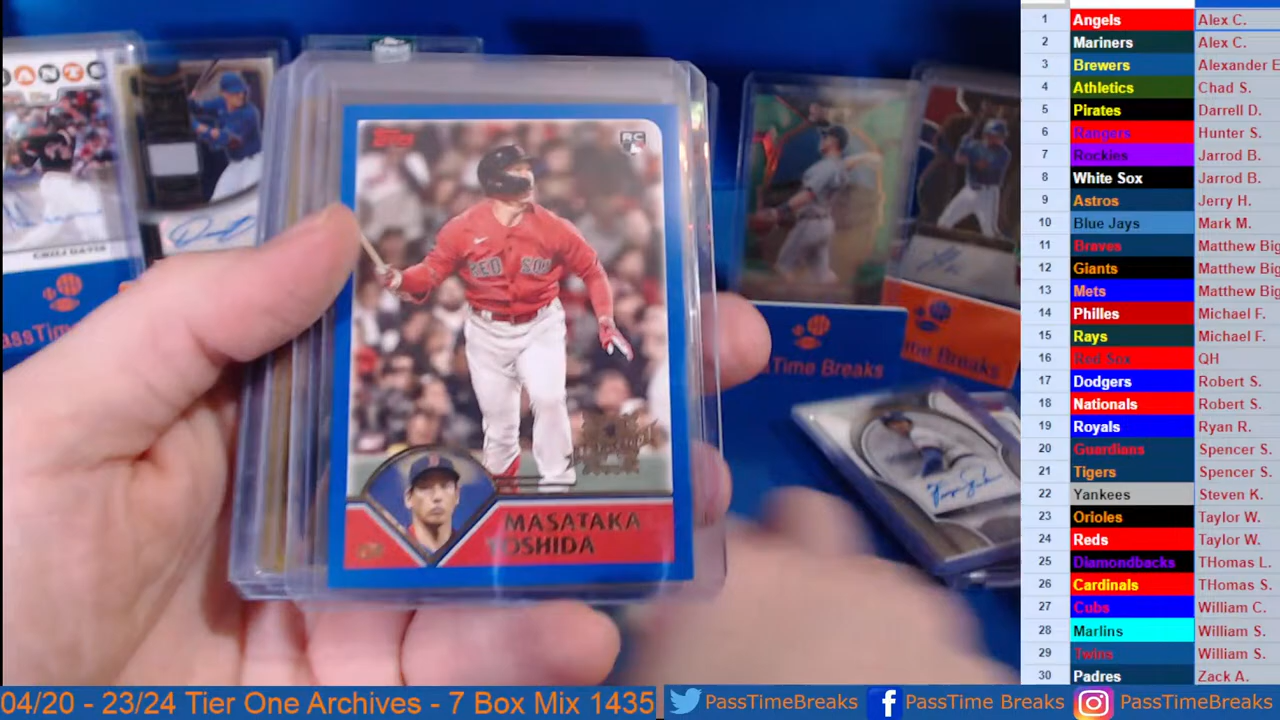 Topps
RC
RED SOX
MASATAKA
YOSHIDA
ANTS
CHILI DAVIS
PassTime
PassTime Breaks
Time Breaks
1 Angels Alex C.
2 Mariners Alex C.
3 Brewers Alexander E
4 Athletics Chad S.
5 Pirates Darrell D.
6 Rangers Hunter S.
7 Rockies Jarrod B.
8 White Sox Jarrod B.
9 Astros Jerry H.
10 Blue Jays Mark M.
11 Braves Matthew Big
12 Giants Matthew Big
13 Mets Matthew Big
14 Philles Michael F.
15 Rays Michael F.
16 Red Sox QH
17 Dodgers Robert S.
18 Nationals Robert S.
19 Royals Ryan R.
20 Guardians Spencer S.
21 Tigers Spencer S.
22 Yankees Steven K.
23 Orioles Taylor W.
24 Reds Taylor W.
25 Diamondbacks THomas L.
26 Cardinals THomas S.
27 Cubs William C.
28 Marlins William S.
29 Twins William S.
30 Padres Zack A.
04/20 - 23/24 Tier One Archives - 7 Box Mix 1435 PassTimeBreaks PassTime Breaks PassTimeBreaks